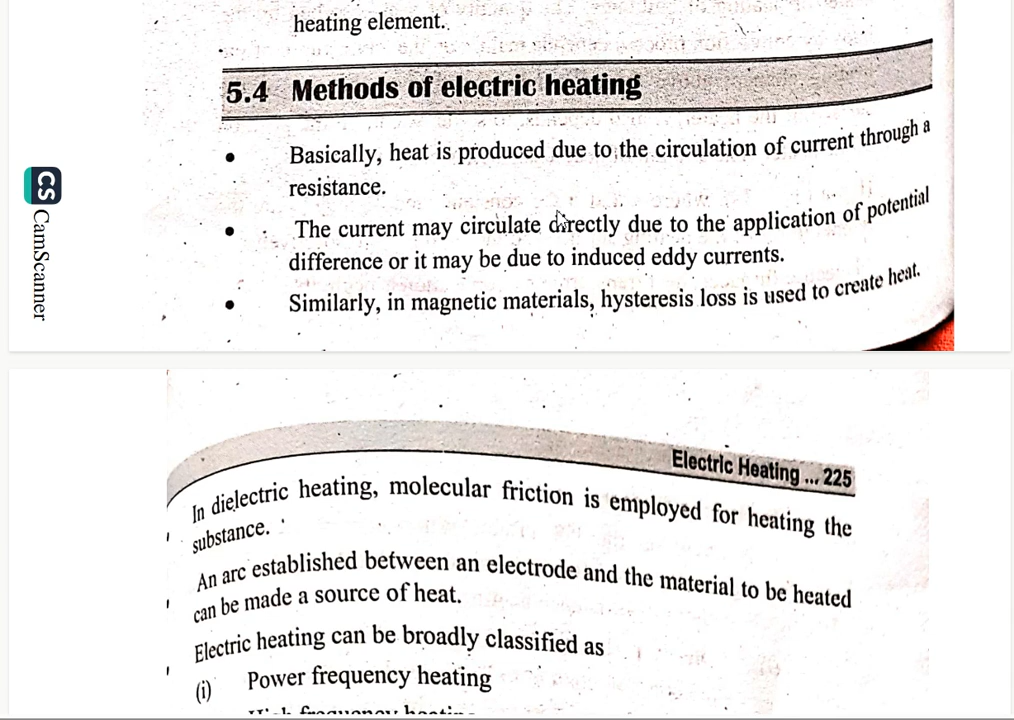 heating element.
5.4 Methods of electric heating
• Basically, heat is produced due to the circulation of current through a
resistance.
• The current may circulate directly due to the application of potential
difference or it may be due to induced eddy currents.
• Similarly, in magnetic materials, hysteresis loss is used to create heat.
CS CamScanner
Electric Heating ... 225
In dielectric heating, molecular friction is employed for heating the
substance.
An arc established between an electrode and the material to be heated
can be made a source of heat.
Electric heating can be broadly classified as
(i) Power frequency heating